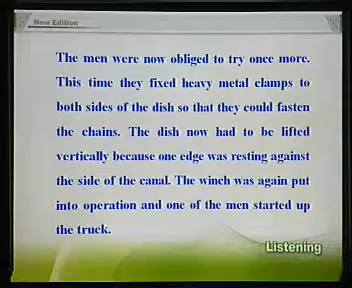 New Edition
The men were now obliged to try once more.
This time they fixed heavy metal clamps to
both sides of the dish so that they could fasten
the chains. The dish now had to be lifted
vertically because one edge was resting against
the side of the canal. The winch was again put
into operation and one of the men started up
the truck.
Listening